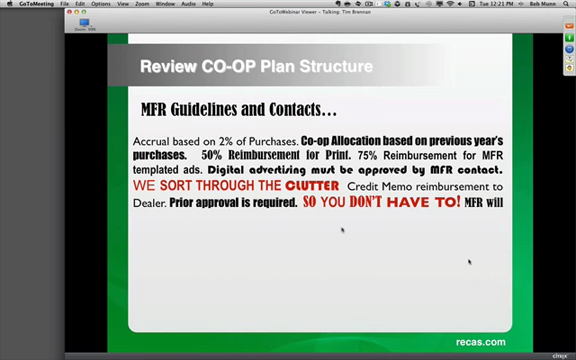 GoToMeeting File Edit Options View Zoom Window Audio Help Tue 12:21 PM Bob Munn
GoToWebinar Viewer - Talking: Tim Brennan
Review CO-OP Plan Structure
MFR Guidelines and Contacts…
Accrual based on 2% of Purchases. Co-op Allocation based on previous year's
purchases. 50% Reimbursement for Print. 75% Reimbursement for MFR
templated ads. Digital advertising must be approved by MFR contact.
WE SORT THROUGH THE CLUTTER Credit Memo reimbursement to
Dealer. Prior approval is required. SO YOU DON'T HAVE TO! MFR will
recas.com
citrix